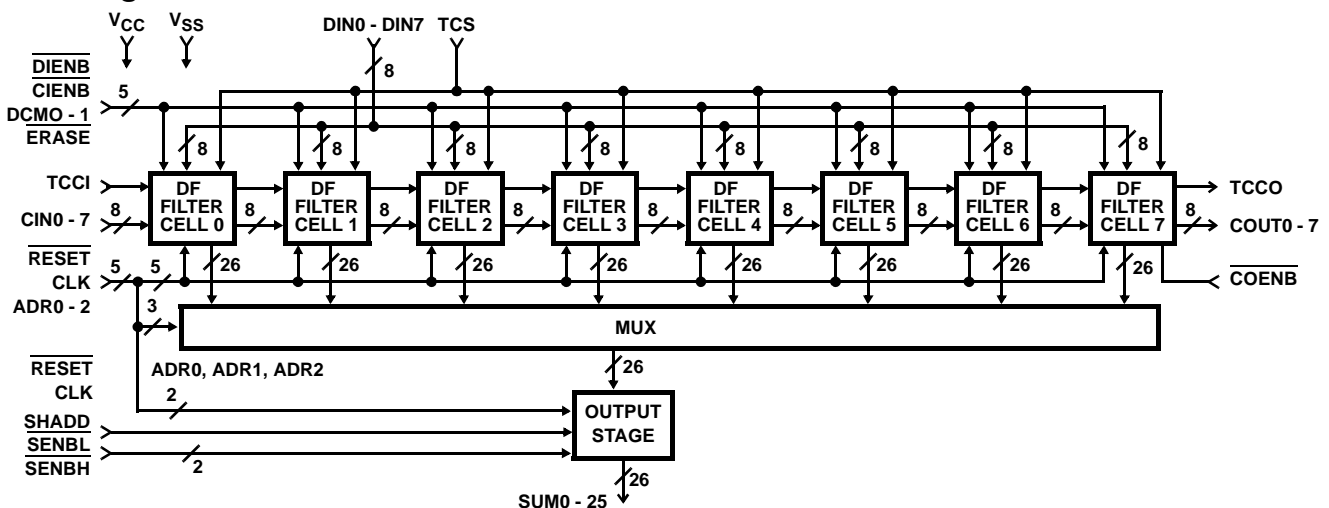 VCC VSS DIN0 - DIN7 TCS
DIENB
CIENB
DCMO - 1
ERASE
5
8
8 8 8 8 8 8 8 8
TCCI
CIN0 - 7
8
DF FILTER CELL 0
8
DF FILTER CELL 1
8
DF FILTER CELL 2
8
DF FILTER CELL 3
8
DF FILTER CELL 4
8
DF FILTER CELL 5
8
DF FILTER CELL 6
8
DF FILTER CELL 7
8
TCCO
COUT0 - 7
RESET
CLK
ADR0 - 2
5 5
26 26 26 26 26 26 26 26
COENB
3
MUX
ADR0, ADR1, ADR2
26
RESET
CLK
2
SHADD
SENBL
SENBH
2
OUTPUT
STAGE
26
SUM0 - 25